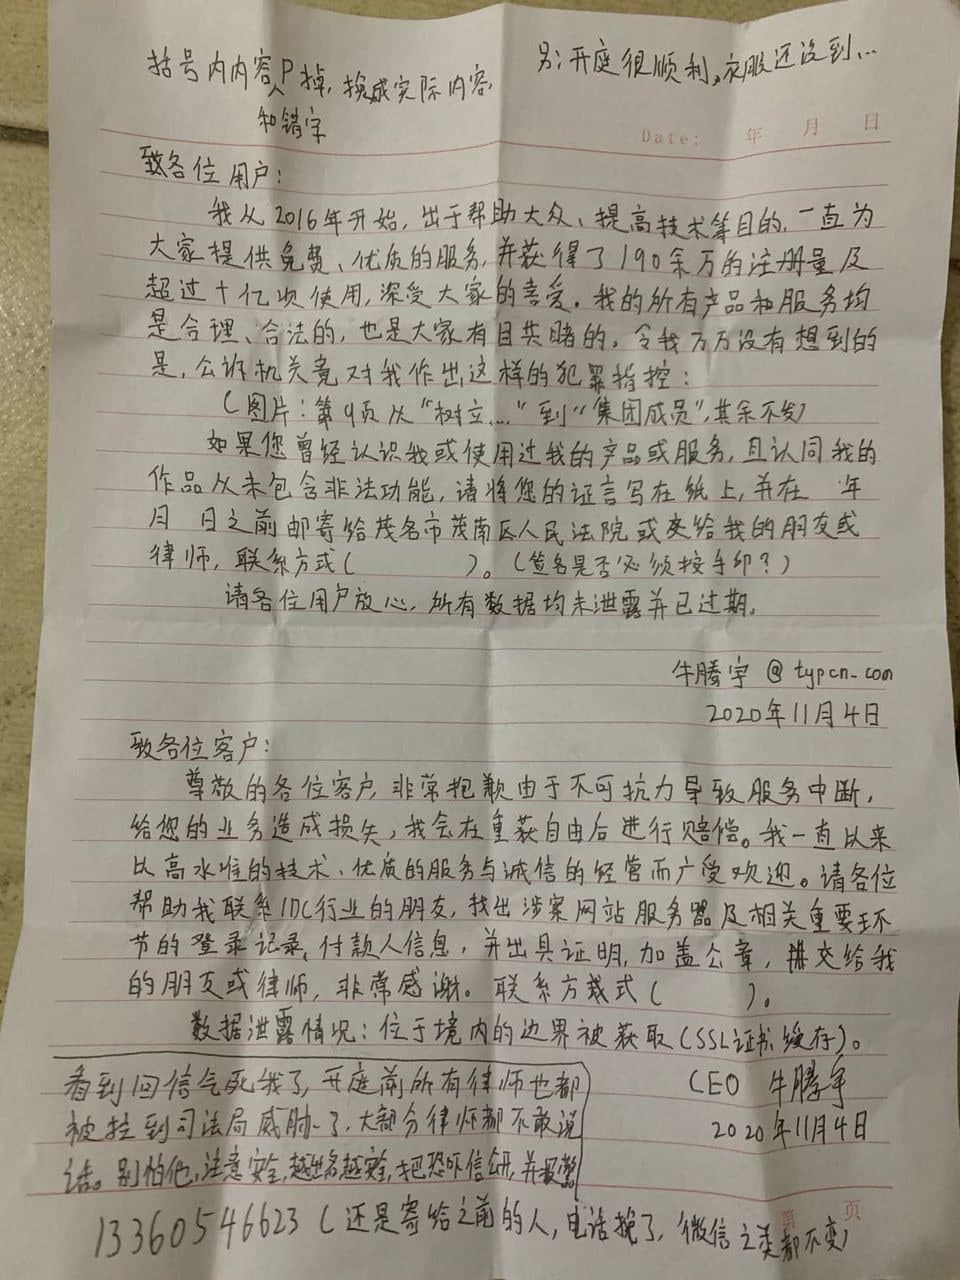 括号内内容P掉,换成实际内容,
和错字
另:开庭很顺利,衣服还没到...
Date: 年 月 日
致各位用户:
我从2016年开始,出于帮助大众、提高技术等目的,一直为
大家提供免费、优质的服务,并获得了190余万的注册量及
超过十亿次使用,深受大家的喜爱。我的所有产品和服务均
是合理、合法的,也是大家有目共睹的。令我万万没有想到的
是,公诉机关竟对我作出这样的犯罪指控:
(图片:第9页从“树立...”到“集团成员”,其余不发)
如果您曾经认识我或使用过我的产品或服务,且认同我的
作品从未包含非法功能,请将您的证言写在纸上,并在 年
月 日之前邮寄给茂名市茂南区人民法院或交给我的朋友或
律师,联系方式( )。(签名是否必须按手印?)
请各位用户放心,所有数据均未泄露并已过期。
牛腾宇@typcn.com
2020年11月4日
致各位客户:
尊敬的各位客户,非常抱歉由于不可抗力导致服务中断,
给您的业务造成损失,我会在重获自由后进行赔偿。我一直以来
以高水准的技术、优质的服务与诚信的经营而广受欢迎。请各位
帮助我联系IDC行业的朋友,找出涉案网站服务器及相关重要环
节的登录记录、付款人信息,并出具证明,加盖公章,提交给我
的朋友或律师,非常感谢。联系方式( )。
数据泄露情况:位于境内的边界被获取(SSL证书、缓存)。
CEO 牛腾宇
2020年11月4日
看到回信气死我了,开庭前所有律师也都
被拉到司法局威胁了,大部分律师都不敢说
话。别怕他,注意安全,越出名越安全,把恐吓信公开,并报警
13360546623(还是寄给之前的人,电话换了,微信之类都不变)
第 页